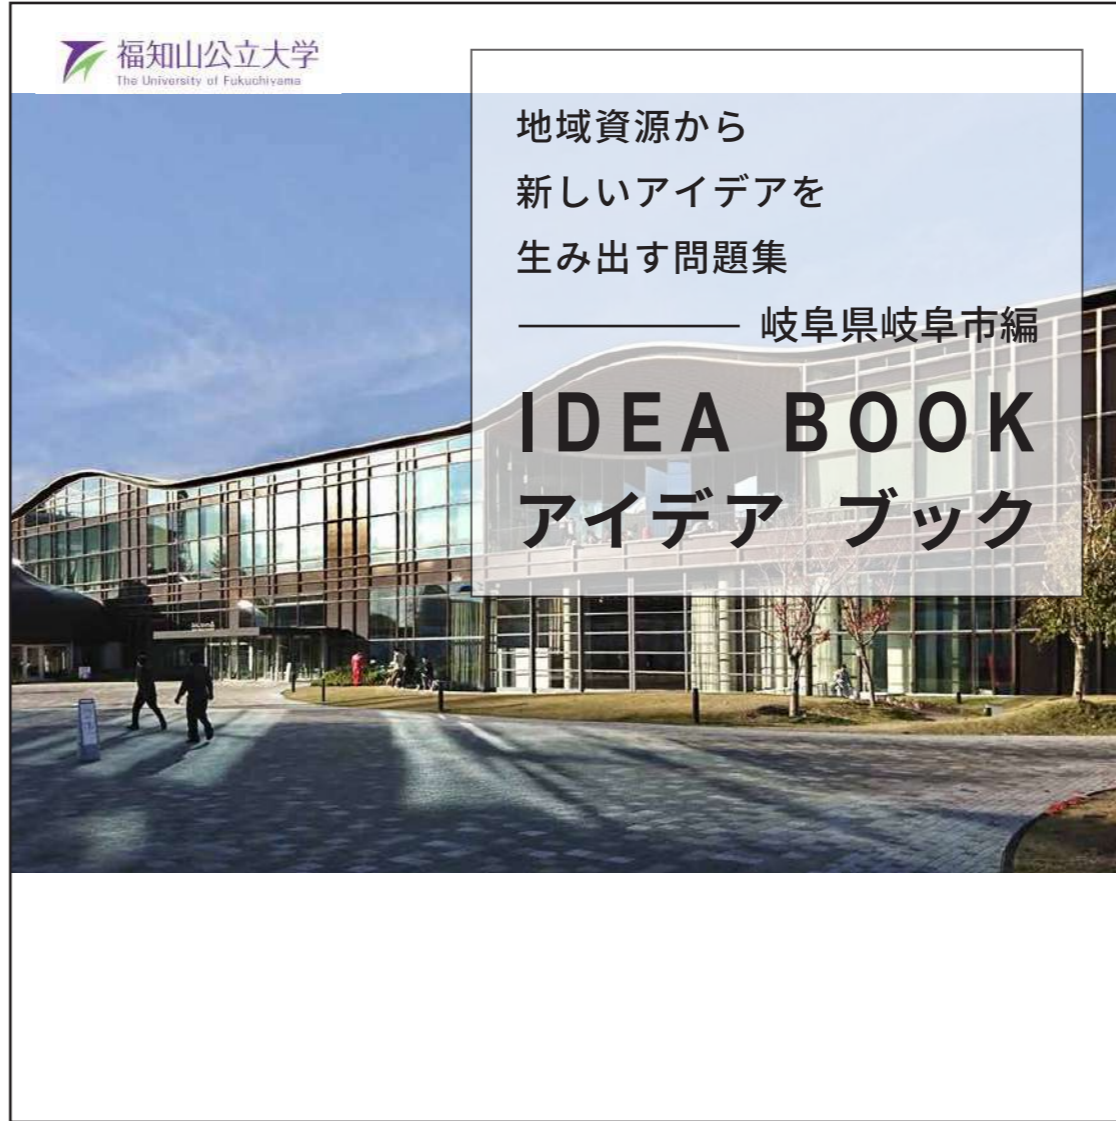 福知山公立大学
The University of Fukuchiyama
地域資源から
新しいアイデアを
生み出す問題集
岐阜県岐阜市編
IDEA BOOK
アイデア ブック